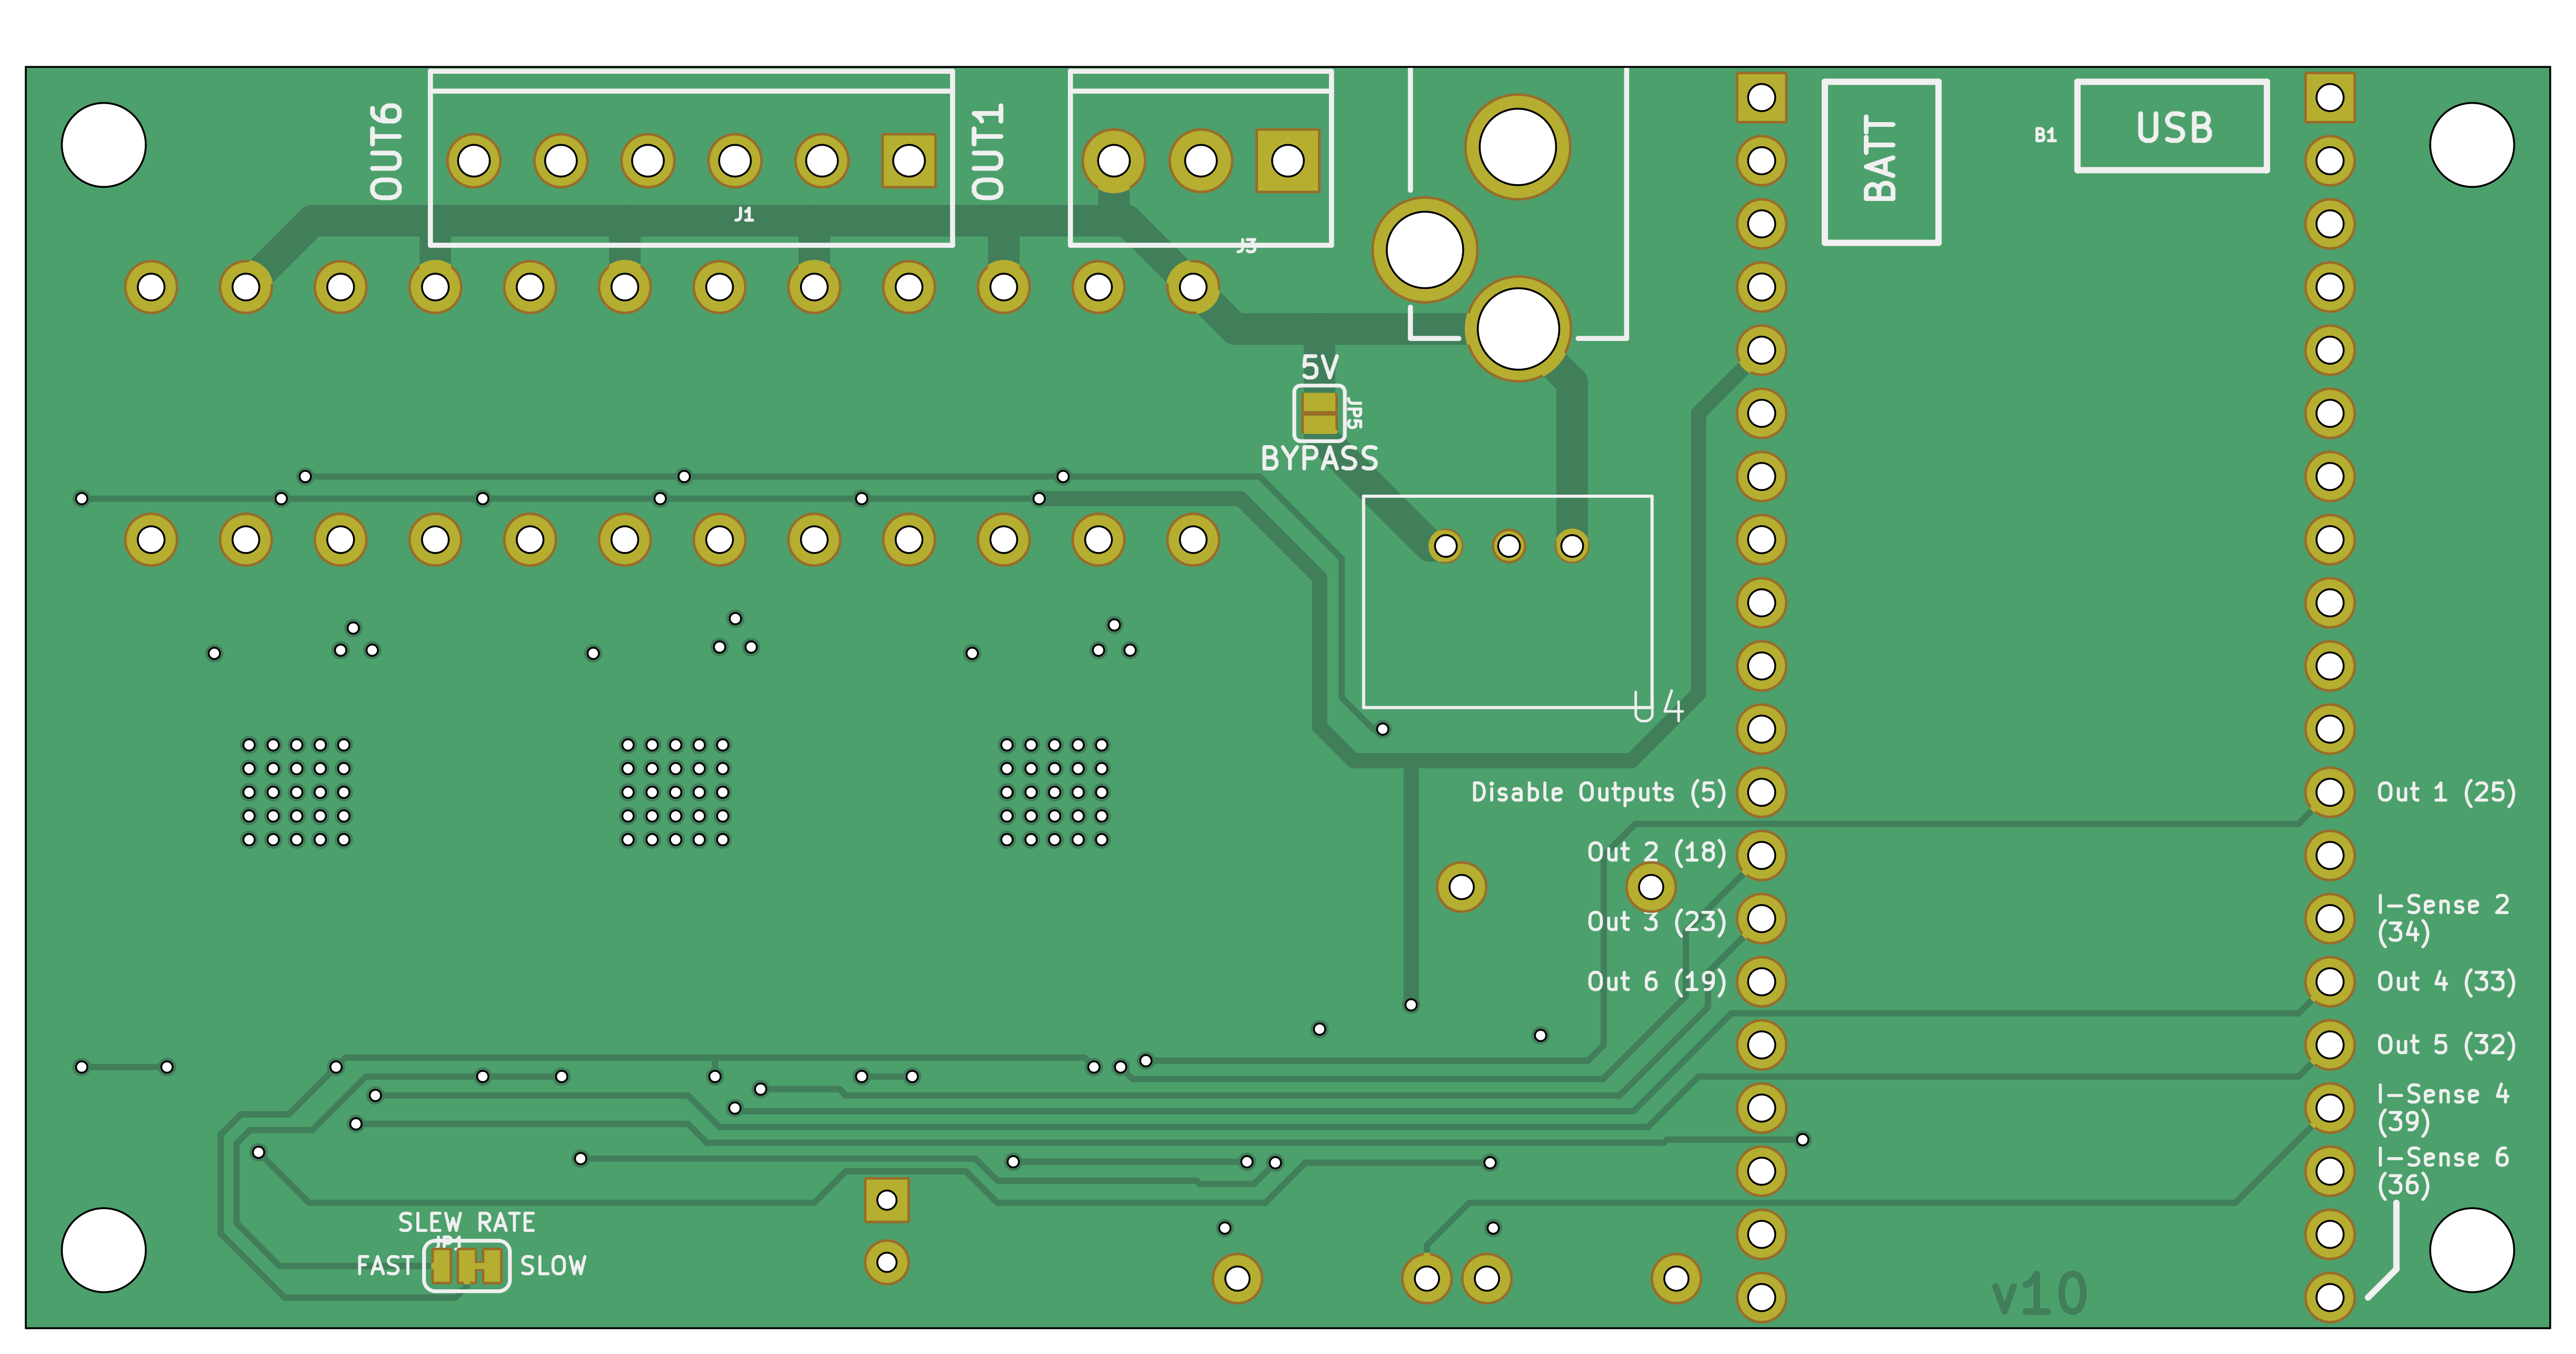 OUT6
OUT1
BATT
B1
USB
J1
J3
5V
JP5
BYPASS
U4
Disable Outputs (5)
Out 1 (25)
Out 2 (18)
Out 3 (23)
I-Sense 2
(34)
Out 6 (19)
Out 4 (33)
Out 5 (32)
I-Sense 4
(39)
I-Sense 6
(36)
SLEW RATE
JP1
FAST
SLOW
v10